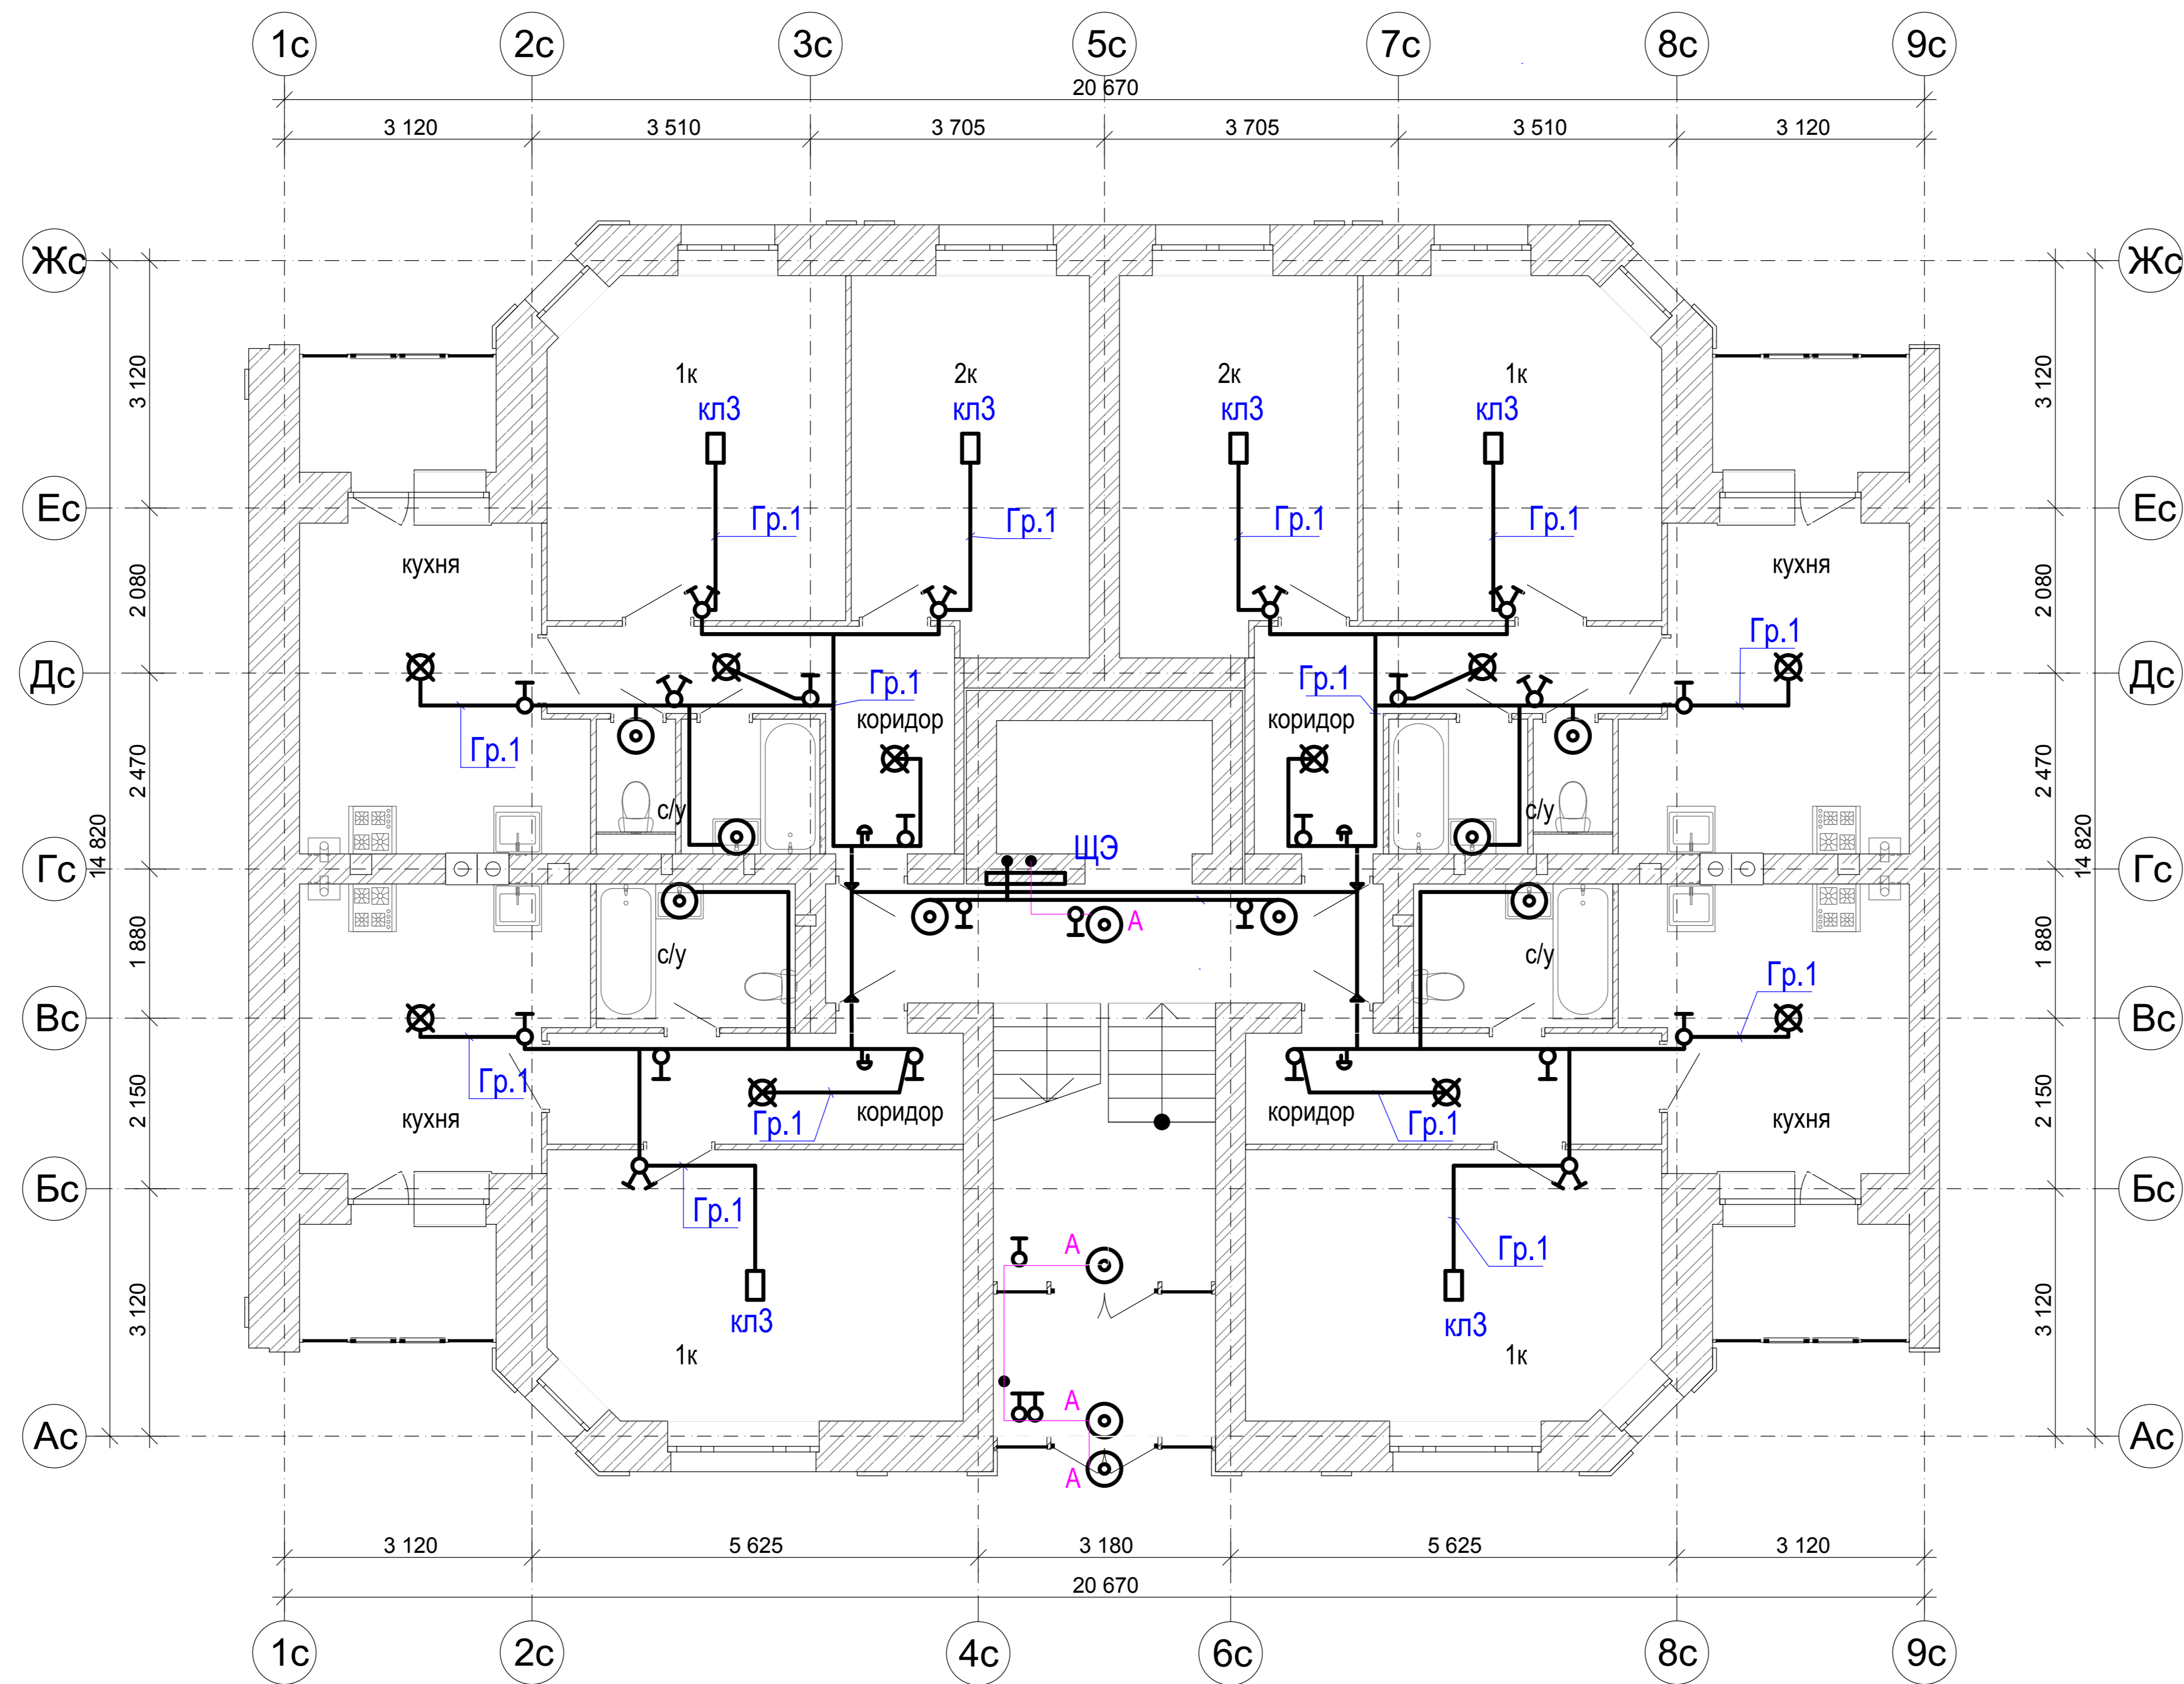 1с 2с 3с 5с 7с 8с 9с
20 670
3 120 3 510 3 705 3 705 3 510 3 120
Жс Жс
3 120 3 120
1к 2к 2к 1к
кл3 кл3 кл3 кл3
Ес Ес
Гр.1 Гр.1 Гр.1 Гр.1
кухня кухня
2 080 2 080
Гр.1
Дс Дс
Гр.1 Гр.1
коридор коридор
Гр.1
2 470 2 470
с/у с/у
14 820 14 820
ЩЭ
Гс Гс
А
1 880 1 880
с/у с/у
Гр.1
Вс Вс
Гр.1
2 150 2 150
кухня коридор коридор кухня
Гр.1 Гр.1
Бс Бс
Гр.1
А Гр.1
3 120 3 120
кл3 кл3
1к 1к
А
Ас Ас
А
3 120 5 625 3 180 5 625 3 120
20 670
1с 2с 4с 6с 8с 9с